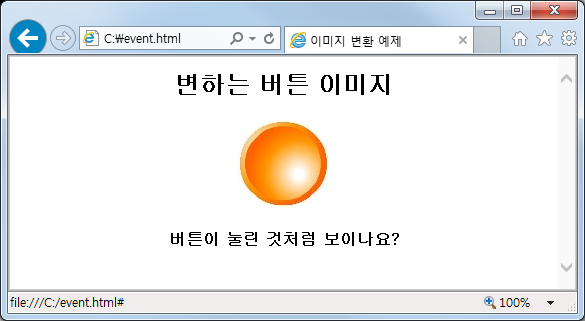 C:\event.html
이미지 변환 예제
변하는 버튼 이미지
버튼이 눌린 것처럼 보이나요?
file:///C:/event.html#
100%